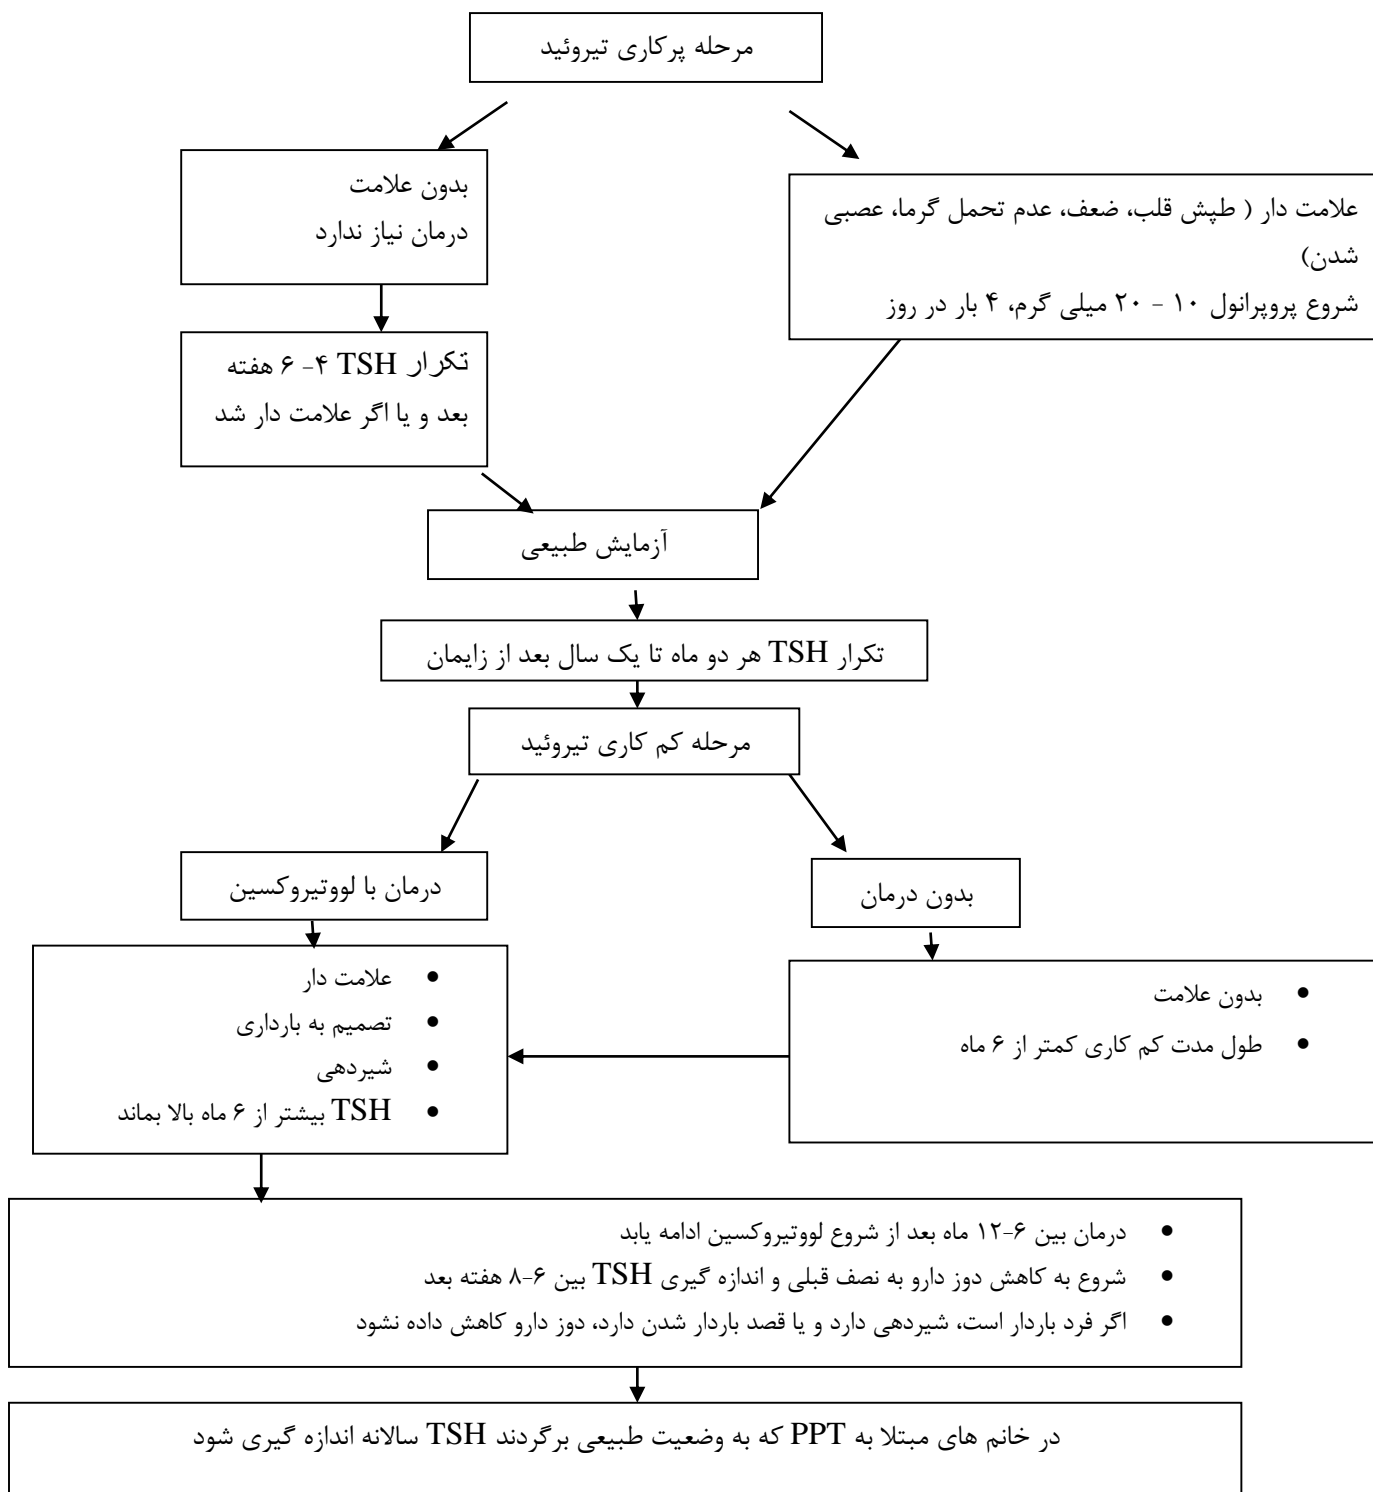 مرحله پرکاری تیروئید
بدون علامت
درمان نیاز ندارد
علامت دار ( طپش قلب، ضعف، عدم تحمل گرما، عصبی
شدن)
شروع پروپرانول ۱۰ - ۲۰ میلی گرم، ۴ بار در روز
تکرار TSH ۴- ۶ هفته
بعد و یا اگر علامت دار شد
آزمایش طبیعی
تکرار TSH هر دو ماه تا یک سال بعد از زایمان
مرحله کم کاری تیروئید
درمان با لووتیروکسین
بدون درمان
• علامت دار
• تصمیم به بارداری
• شیردهی
• TSH بیشتر از ۶ ماه بالا بماند
• بدون علامت
• طول مدت کم کاری کمتر از ۶ ماه
• درمان بین ۶-۱۲ ماه بعد از شروع لووتیروکسین ادامه یابد
• شروع به کاهش دوز دارو به نصف قبلی و اندازه گیری TSH بین ۶-۸ هفته بعد
• اگر فرد باردار است، شیردهی دارد و یا قصد باردار شدن دارد، دوز دارو کاهش داده نشود
در خانم های مبتلا به PPT که به وضعیت طبیعی برگردند TSH سالانه اندازه گیری شود